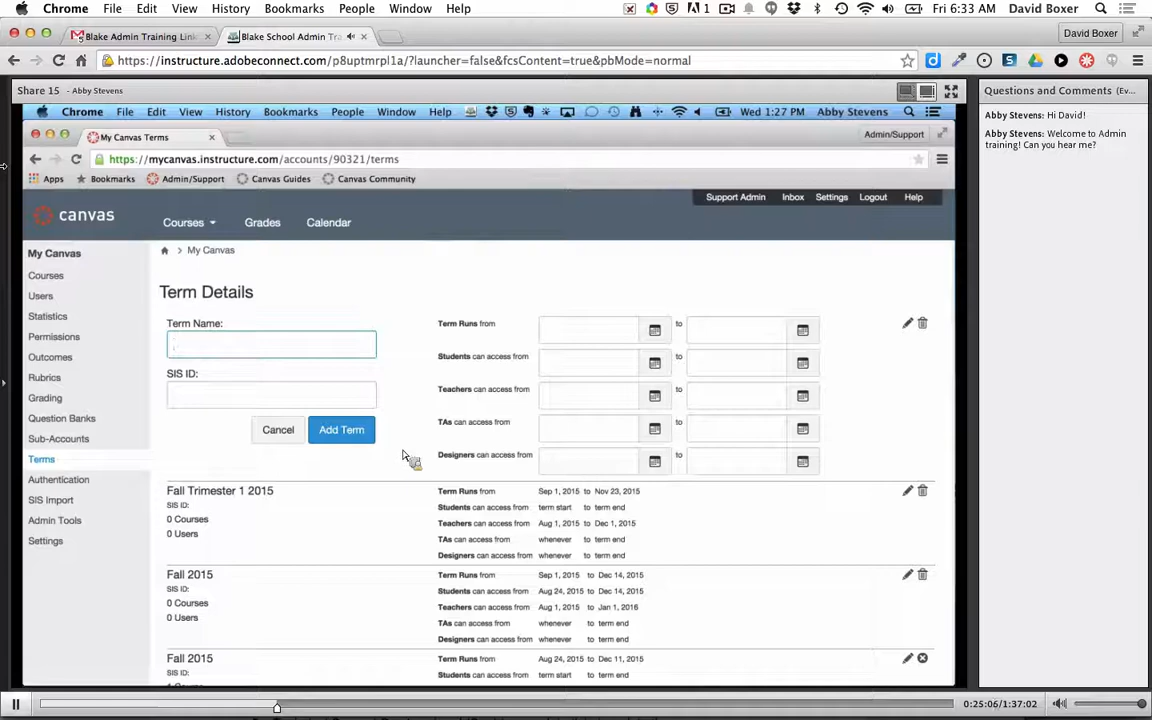 Chrome File Edit View History Bookmarks People Window Help 1 Fri 6:33 AM David Boxer
Blake Admin Training Lin Blake School Admin Tra David Boxer
https://instructure.adobeconnect.com/p8uptmrpl1a/?launcher=false&fcsContent=true&pbMode=normal
Share 15 - Abby Stevens
Questions and Comments (Ev...
Abby Stevens: Hi David!
Abby Stevens: Welcome to Admin
training! Can you hear me?
Chrome File Edit View History Bookmarks People Window Help Wed 1:27 PM Abby Stevens
My Canvas Terms Admin/Support
https://mycanvas.instructure.com/accounts/90321/terms
Apps Bookmarks Admin/Support Canvas Guides Canvas Community
Support Admin Inbox Settings Logout Help
canvas Courses Grades Calendar
My Canvas
Courses
Users
Statistics
Permissions
Outcomes
Rubrics
Grading
Question Banks
Sub-Accounts
Terms
Authentication
SIS Import
Admin Tools
Settings
> My Canvas
Term Details
Term Name:
SIS ID:
Cancel Add Term
Term Runs from to
Students can access from to
Teachers can access from to
TAs can access from to
Designers can access from to
Fall Trimester 1 2015
SIS ID:
0 Courses
0 Users
Term Runs from Sep 1, 2015 to Nov 23, 2015
Students can access from term start to term end
Teachers can access from Aug 1, 2015 to Dec 1, 2015
TAs can access from whenever to term end
Designers can access from whenever to term end
Fall 2015
SIS ID:
0 Courses
0 Users
Term Runs from Sep 1, 2015 to Dec 14, 2015
Students can access from Aug 24, 2015 to Dec 14, 2015
Teachers can access from Aug 1, 2015 to Jan 1, 2016
TAs can access from whenever to term end
Designers can access from whenever to term end
Fall 2015
SIS ID:
Term Runs from Aug 24, 2015 to Dec 11, 2015
Students can access from term start to term end
0:25:06/1:37:02